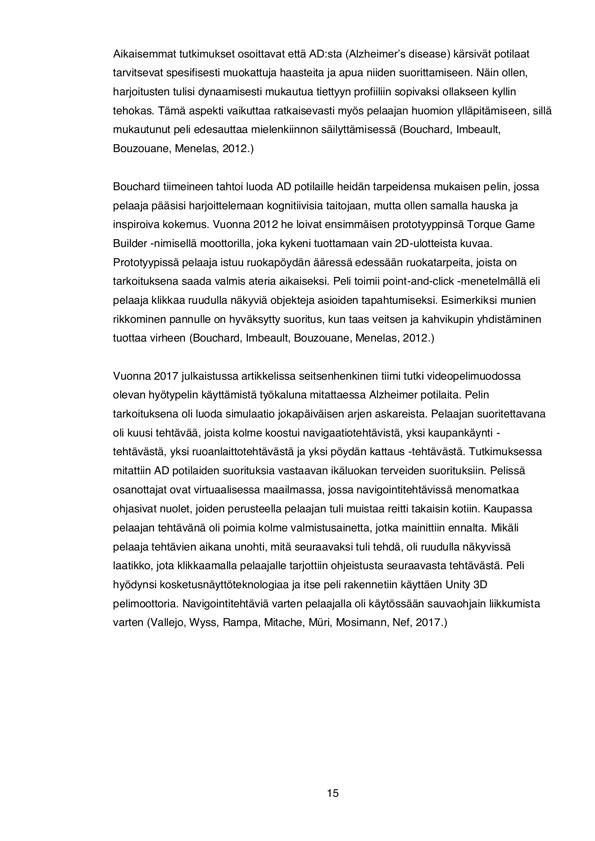 Aikaisemmat tutkimukset osoittavat että AD:sta (Alzheimer’s disease) kärsivät potilaat
tarvitsevat spesifisesti muokattuja haasteita ja apua niiden suorittamiseen. Näin ollen,
harjoitusten tulisi dynaamisesti mukautua tiettyyn profiiliin sopivaksi ollakseen kyllin
tehokas. Tämä aspekti vaikuttaa ratkaisevasti myös pelaajan huomion ylläpitämiseen, sillä
mukautunut peli edesauttaa mielenkiinnon säilyttämisessä (Bouchard, Imbeault,
Bouzouane, Menelas, 2012.)
Bouchard tiimeineen tahtoi luoda AD potilaille heidän tarpeidensa mukaisen pelin, jossa
pelaaja pääsisi harjoittelemaan kognitiivisia taitojaan, mutta ollen samalla hauska ja
inspiroiva kokemus. Vuonna 2012 he loivat ensimmäisen prototyyppinsä Torque Game
Builder -nimisellä moottorilla, joka kykeni tuottamaan vain 2D-ulotteista kuvaa.
Prototyypissä pelaaja istuu ruokapöydän ääressä edessään ruokatarpeita, joista on
tarkoituksena saada valmis ateria aikaiseksi. Peli toimii point-and-click -menetelmällä eli
pelaaja klikkaa ruudulla näkyviä objekteja asioiden tapahtumiseksi. Esimerkiksi munien
rikkominen pannulle on hyväksytty suoritus, kun taas veitsen ja kahvikupin yhdistäminen
tuottaa virheen (Bouchard, Imbeault, Bouzouane, Menelas, 2012.)
Vuonna 2017 julkaistussa artikkelissa seitsenhenkinen tiimi tutki videopelimuodossa
olevan hyötypelin käyttämistä työkaluna mitattaessa Alzheimer potilaita. Pelin
tarkoituksena oli luoda simulaatio jokapäiväisen arjen askareista. Pelaajan suoritettavana
oli kuusi tehtävää, joista kolme koostui navigaatiotehtävistä, yksi kaupankäynti -
tehtävästä, yksi ruoanlaittotehtävästä ja yksi pöydän kattaus -tehtävästä. Tutkimuksessa
mitattiin AD potilaiden suorituksia vastaavan ikäluokan terveiden suorituksiin. Pelissä
osanottajat ovat virtuaalisessa maailmassa, jossa navigointitehtävissä menomatkaa
ohjasivat nuolet, joiden perusteella pelaajan tuli muistaa reitti takaisin kotiin. Kaupassa
pelaajan tehtävänä oli poimia kolme valmistusainetta, jotka mainittiin ennalta. Mikäli
pelaaja tehtävien aikana unohti, mitä seuraavaksi tuli tehdä, oli ruudulla näkyvissä
laatikko, jota klikkaamalla pelaajalle tarjottiin ohjeistusta seuraavasta tehtävästä. Peli
hyödynsi kosketusnäyttöteknologiaa ja itse peli rakennetiin käyttäen Unity 3D
pelimoottoria. Navigointitehtäviä varten pelaajalla oli käytössään sauvaohjain liikkumista
varten (Vallejo, Wyss, Rampa, Mitache, Müri, Mosimann, Nef, 2017.)
15